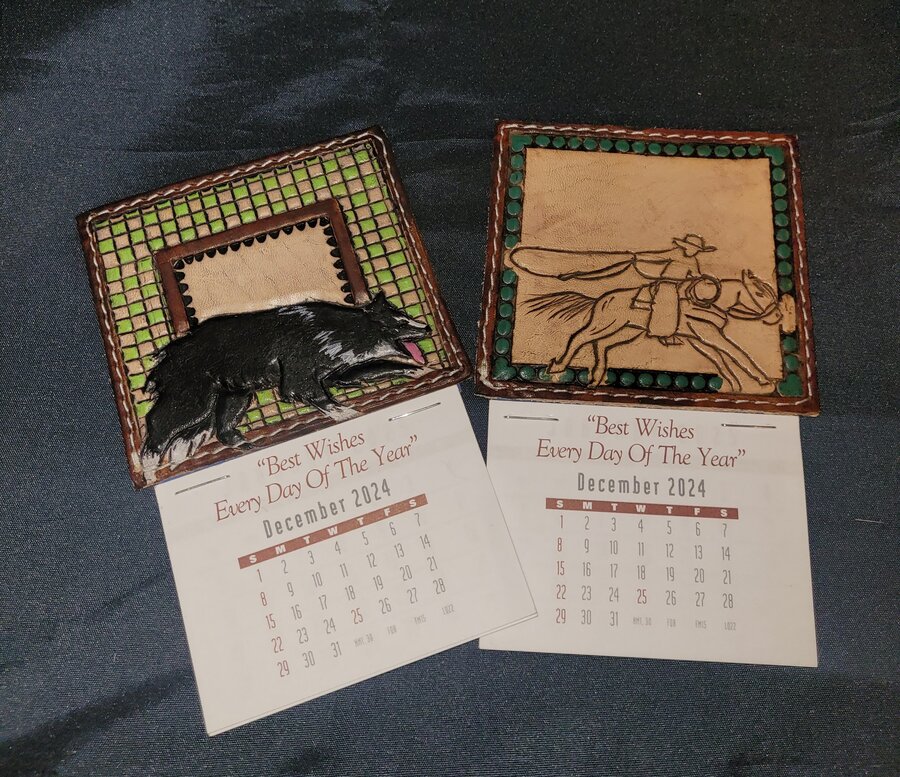 “Best Wishes
Every Day Of The Year”
December 2024
S M T W T F S
1 2 3 4 5 6 7
8 9 10 11 12 13 14
15 16 17 18 19 20 21
22 23 24 25 26 27 28
29 30 31
“Best Wishes
Every Day Of The Year”
December 2024
S M T W T F S
1 2 3 4 5 6 7
8 9 10 11 12 13 14
15 16 17 18 19 20 21
22 23 24 25 26 27 28
29 30 31